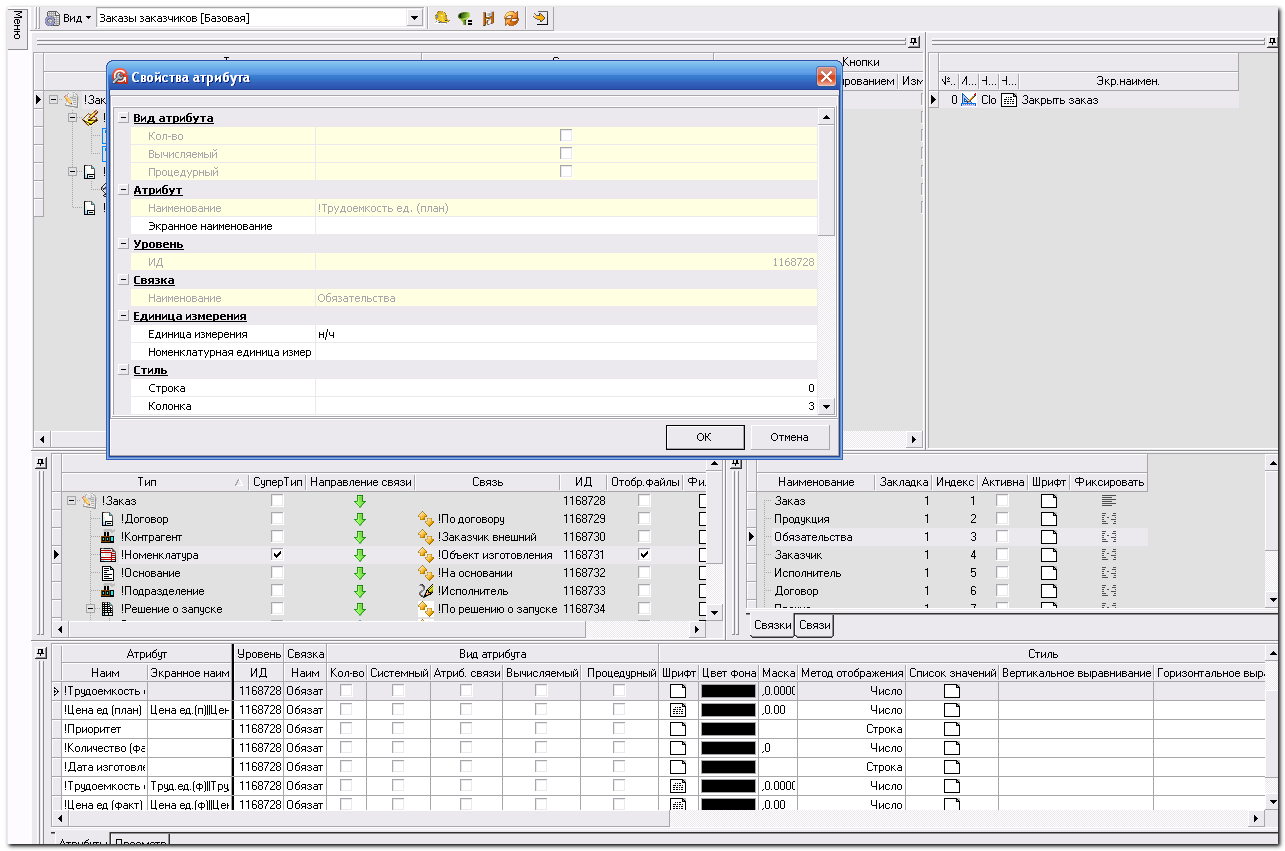 Меню
Вид
Заказы заказчиков [Базовая]
Кнопки
Изм
Экр.наимен.
0 Clo Закрыть заказ
!Зак
Свойства атрибута
Вид атрибута
Кол-во
Вычисляемый
Процедурный
Атрибут
Наименование !Трудоемкость ед. (план)
Экранное наименование
Уровень
ИД 1168728
Связка
Наименование Обязательства
Единица измерения
Единица измерения н/ч
Номенклатурная единица измер
Стиль
Строка 0
Колонка 3
ОК Отмена
Тип СуперТип Направление связи Связь ИД Отобр.файлы Фи
!Заказ 1168728
!Договор !По договору 1168729
!Контрагент !Заказчик внешний 1168730
!Номенклатура !Объект изготовления 1168731
!Основание !На основании 1168732
!Подразделение !Исполнитель 1168733
!Решение о запуске !По решению о запуске 1168734
Наименование Закладка Индекс Активна Шрифт Фиксировать
Заказ 1 1
Продукция 1 2
Обязательства 1 3
Заказчик 1 4
Исполнитель 1 5
Договор 1 6
Связки Связи
Атрибут Уровень Связка Вид атрибута Стиль
Наим Экранное наим ИД Наим Кол-во Системный Атриб. связи Вычисляемый Процедурный Шрифт Цвет фона Маска Метод отображения Список значений Вертикальное выравнивание Горизонтальное выра
!Трудоемкость 1168728 Обязат ,0.000 Число
!Цена ед (план) Цена ед.(п)||Цен 1168728 Обязат ,0.00 Число
!Приоритет 1168728 Обязат Строка
!Количество (фа 1168728 Обязат ,0 Число
!Дата изготовле 1168728 Обязат Строка
!Трудоемкость Труд.ед.(ф)||Тру 1168728 Обязат ,0.000 Число
!Цена ед (факт) Цена ед.(ф)||Цен 1168728 Обязат ,0.00 Число
Атрибуты Просмотр